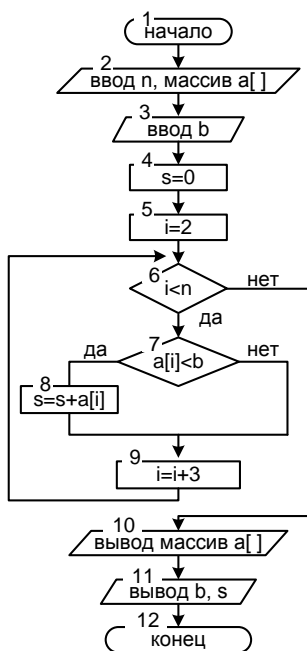 1
начало
2
ввод n, массив a[ ]
3
ввод b
4
s=0
5
i=2
6
i<n
нет
да
7
a[i]<b
да
нет
8
s=s+a[i]
9
i=i+3
10
вывод массив a[ ]
11
вывод b, s
12
конец